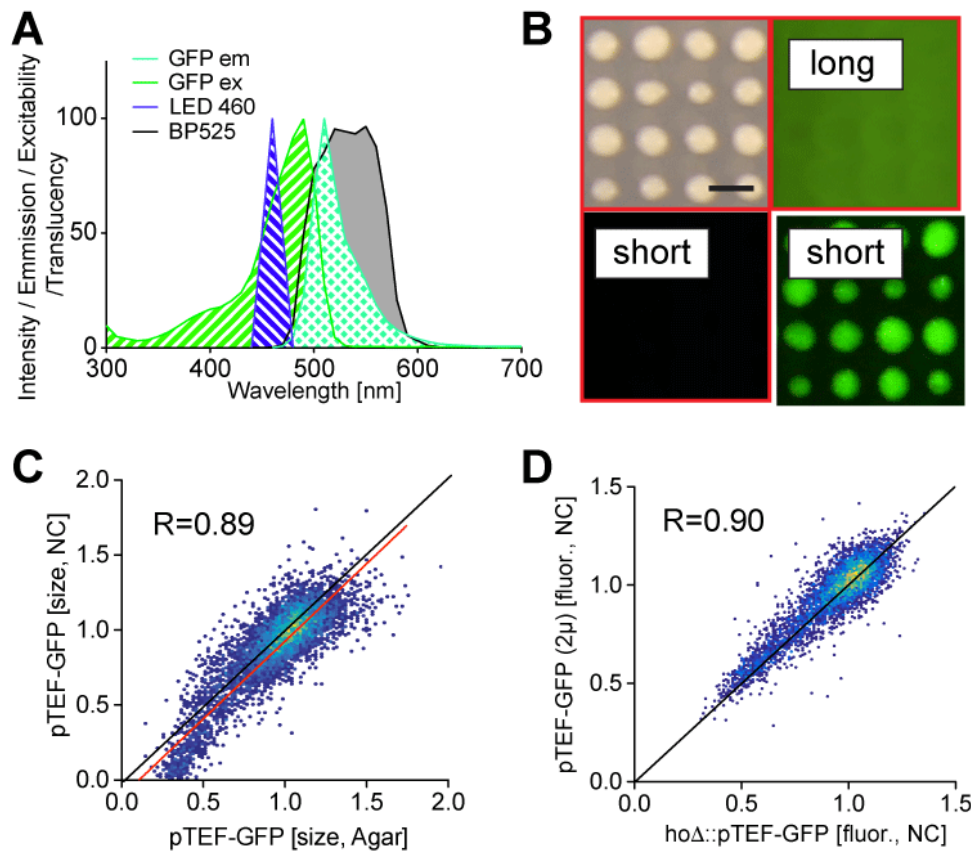 A
GFP em
GFP ex
LED 460
BP525
100
50
0
300
400
500
600
700
Wavelength [nm]
Intensity / Emmission / Excitability
/Translucency
B
long
short
short
C
R=0.89
2.0
1.5
1.0
0.5
0.0
0.0
0.5
1.0
1.5
2.0
pTEF-GFP [size, NC]
pTEF-GFP [size, Agar]
D
R=0.90
1.5
1.0
0.5
0.0
0.0
0.5
1.0
1.5
pTEF-GFP (2µ) [fluor., NC]
hoΔ::pTEF-GFP [fluor., NC]